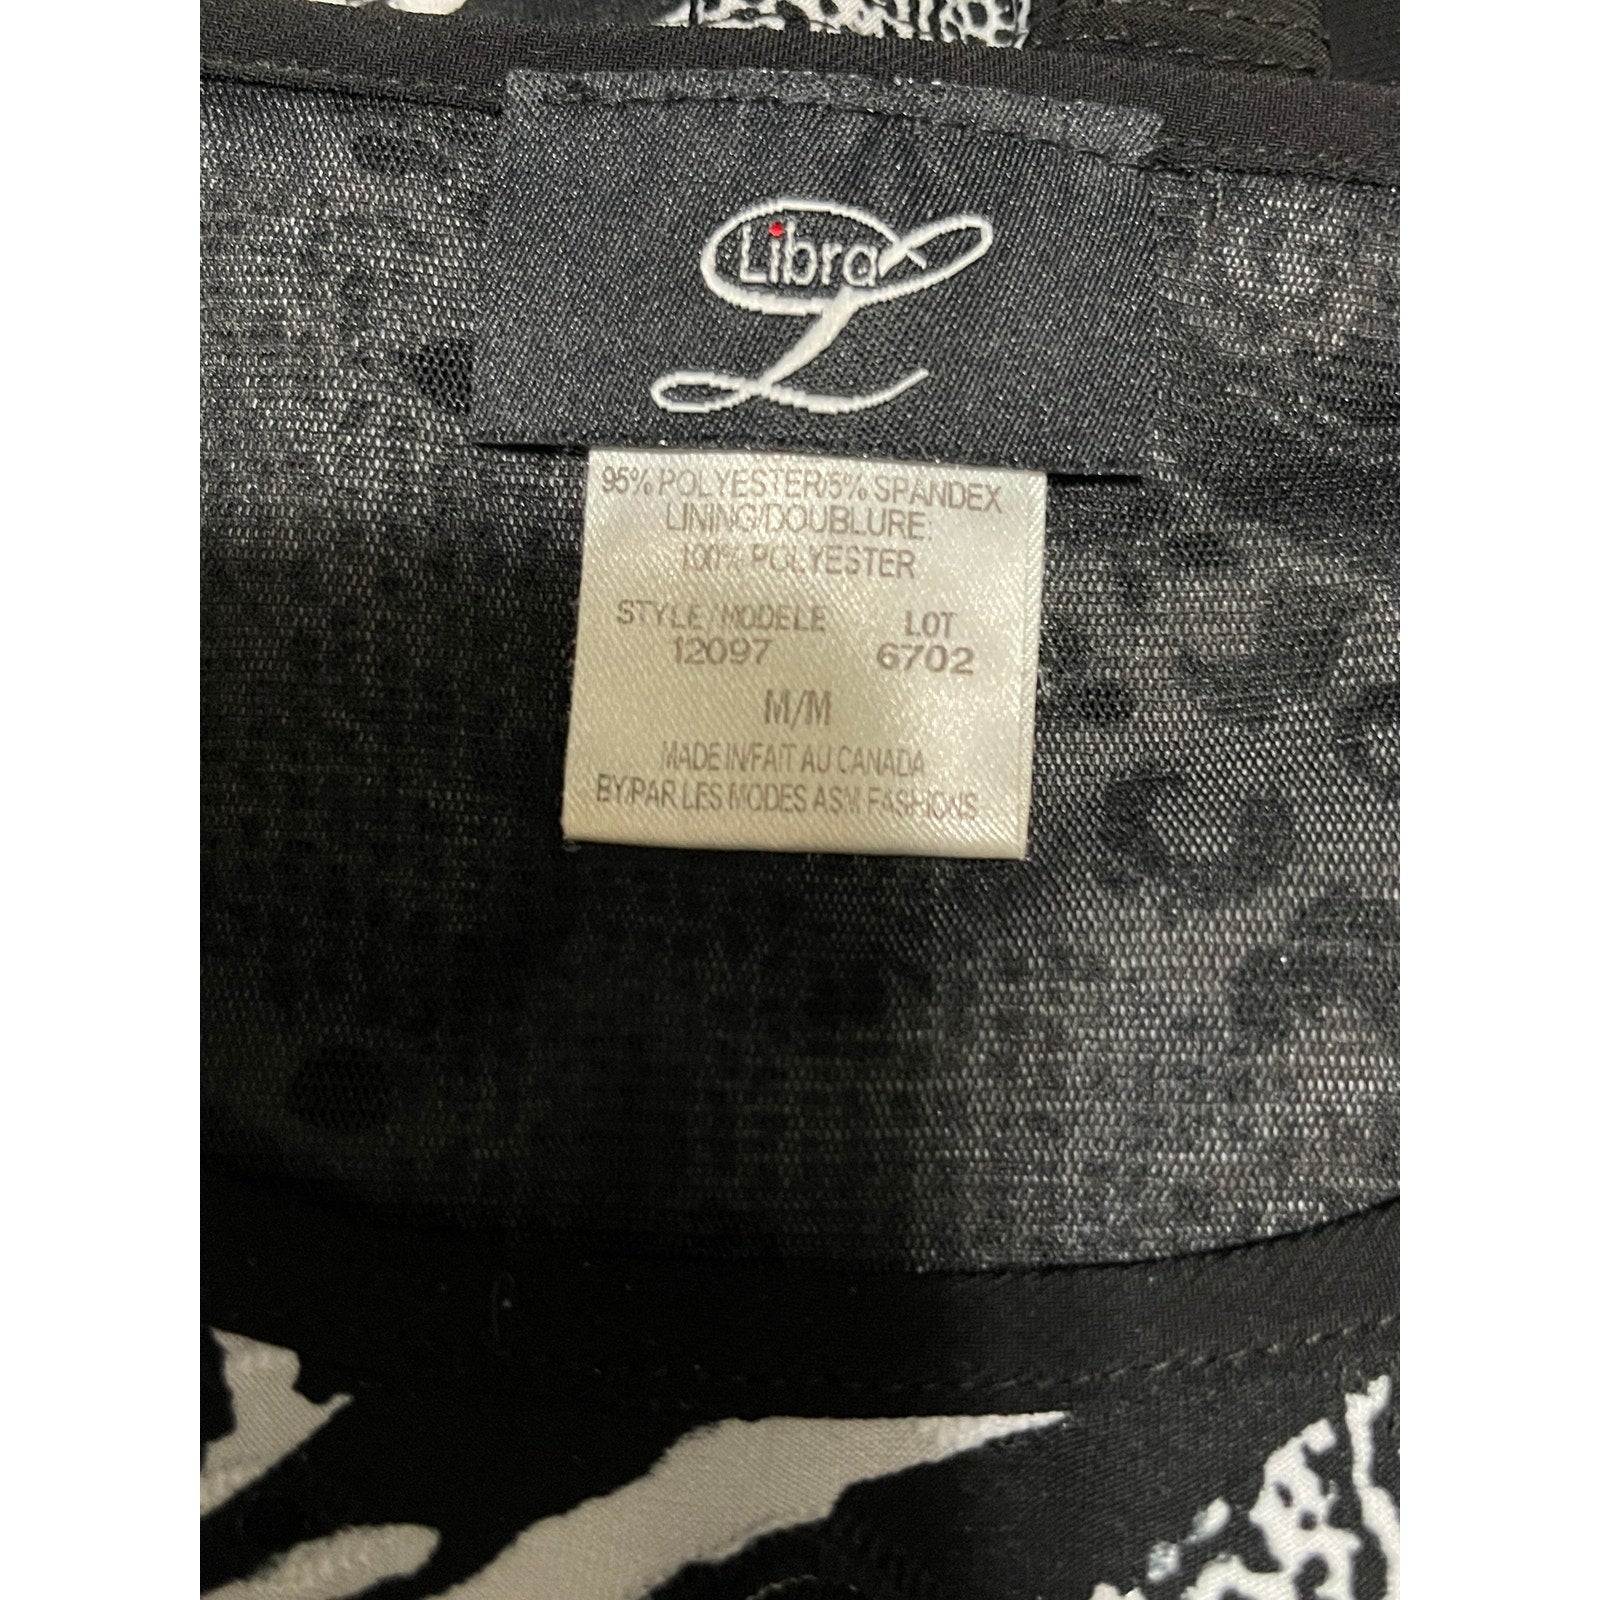 Libra
L
95% POLYESTER/5% SPANDEX
LINING/DOUBLURE:
100% POLYESTER
STYLE/MODELE LOT
12097 6702
M/M
MADE IN/FAIT AU CANADA
BY/PAR LES MODES ASM FASHIONS